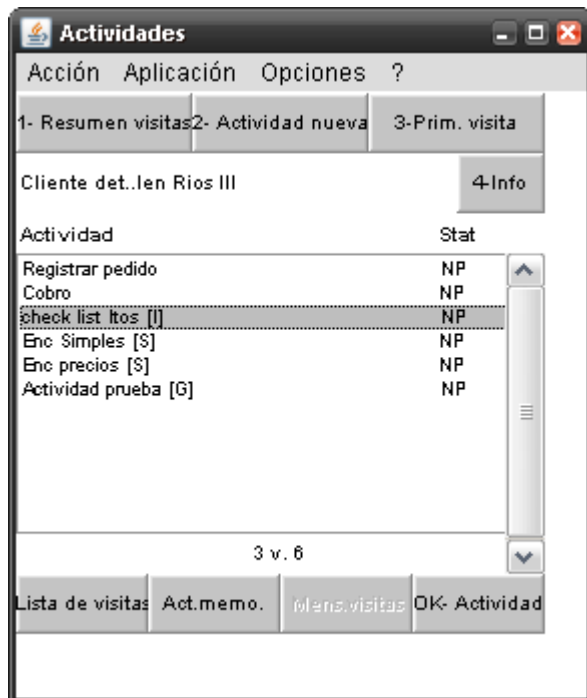 Actividades
Acción Aplicación Opciones ?
1- Resumen visitas 2- Actividad nueva 3-Prim. visita
Cliente det..len Rios III 4-Info
Actividad Stat
Registrar pedido NP
Cobro NP
check list Itos [I] NP
Enc Simples [S] NP
Enc precios [S] NP
Actividad prueba [G] NP
3 v. 6
Lista de visitas Act.memo. Mens.visitas OK- Actividad